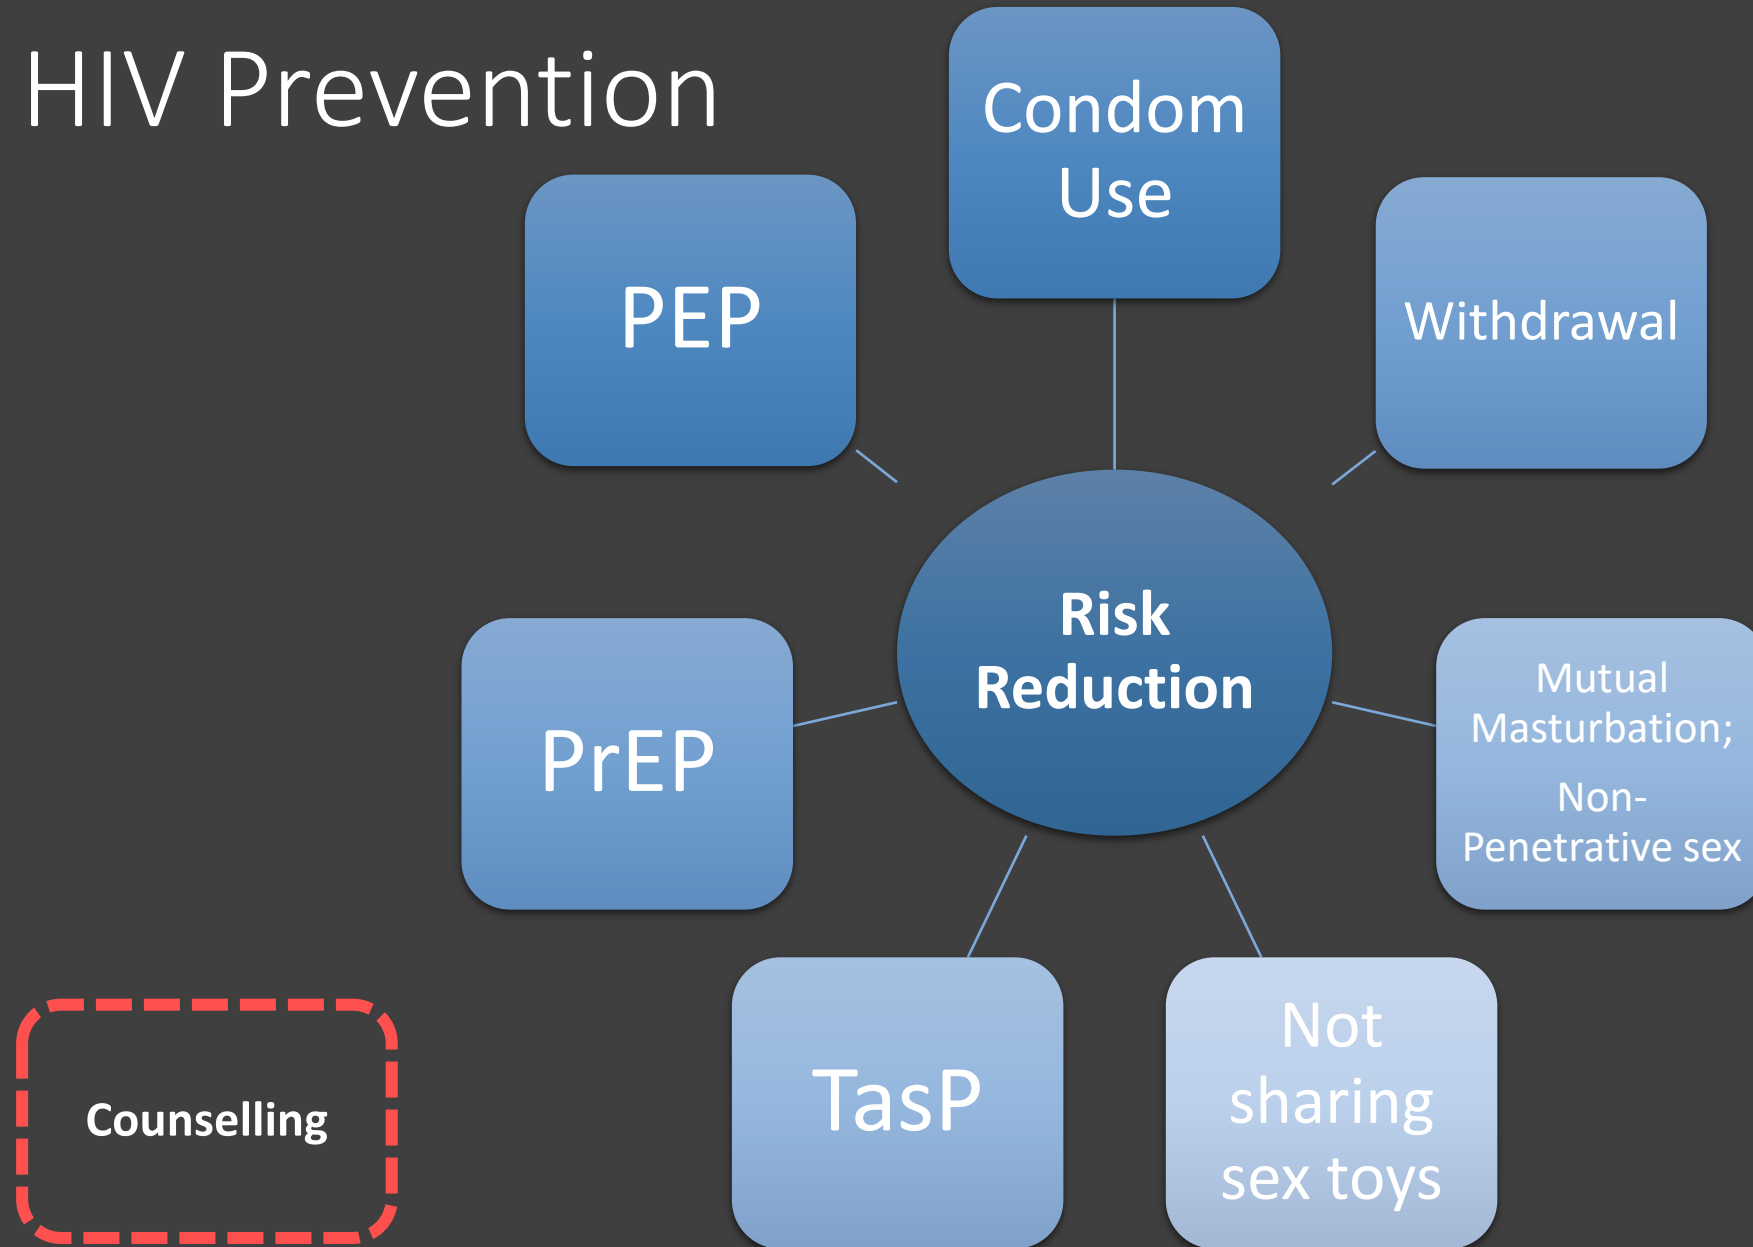 HIV Prevention
Condom
Use
PEP
Withdrawal
Risk
Reduction
Mutual
Masturbation;
Non-
Penetrative sex
PrEP
TasP
Not
sharing
sex toys
Counselling